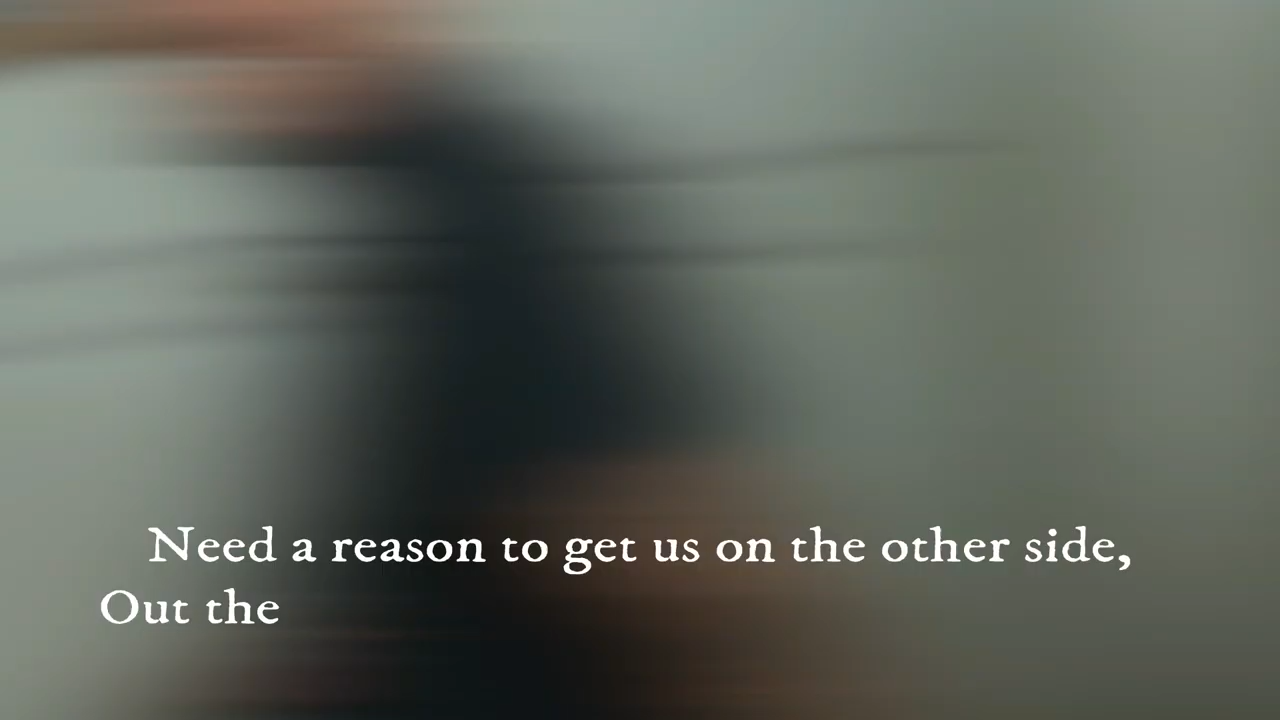 Need a reason to get us on the other side,
Out the